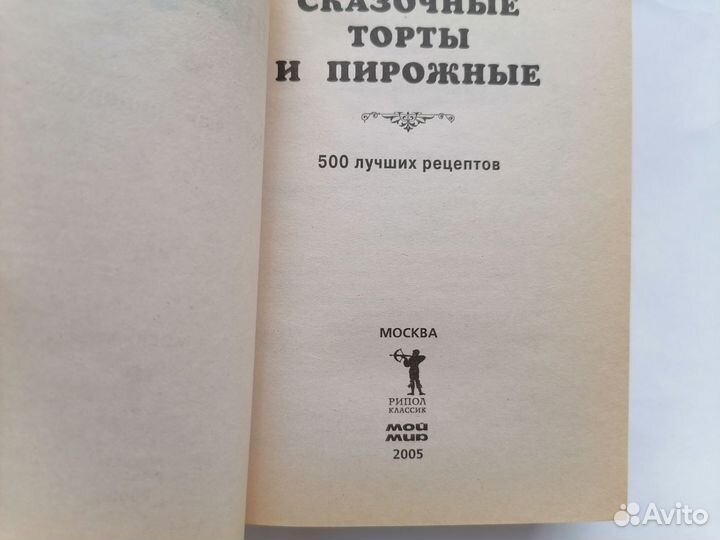 СКАЗОЧНЫЕ
ТОРТЫ
И ПИРОЖНЫЕ
500 лучших рецептов
МОСКВА
РИПОЛ
КЛАССИК
мой
мир
2005
Avito